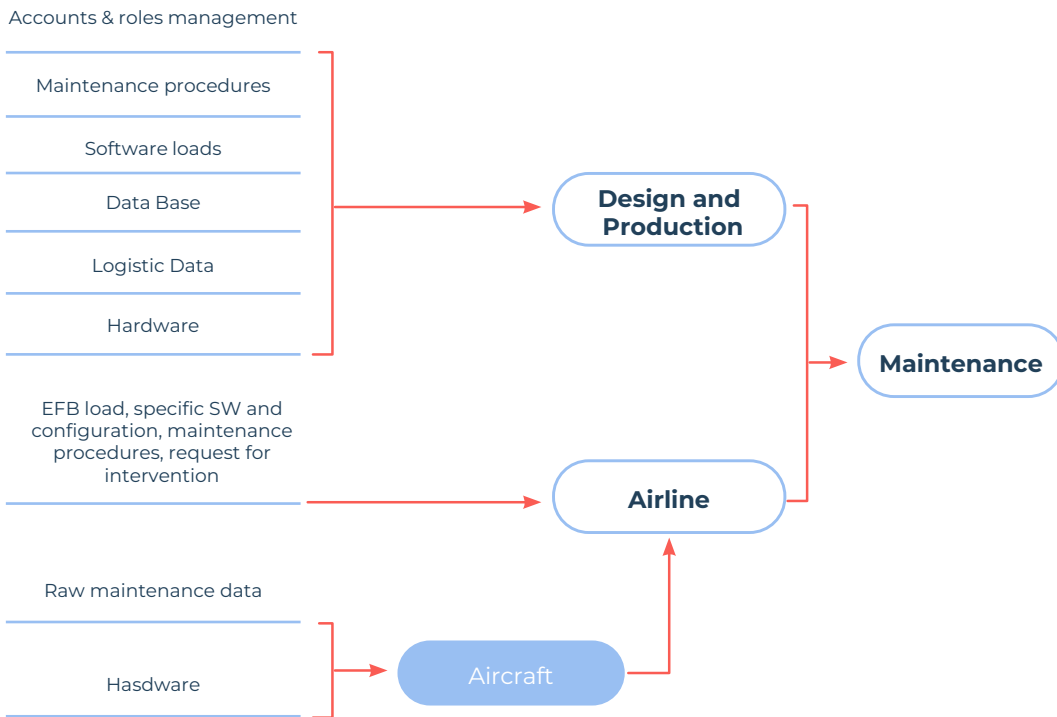 Accounts & roles management
Maintenance procedures
Software loads
Data Base
Logistic Data
Hardware
EFB load, specific SW and
configuration, maintenance
procedures, request for
intervention
Raw maintenance data
Hasdware
Design and
Production
Airline
Aircraft
Maintenance